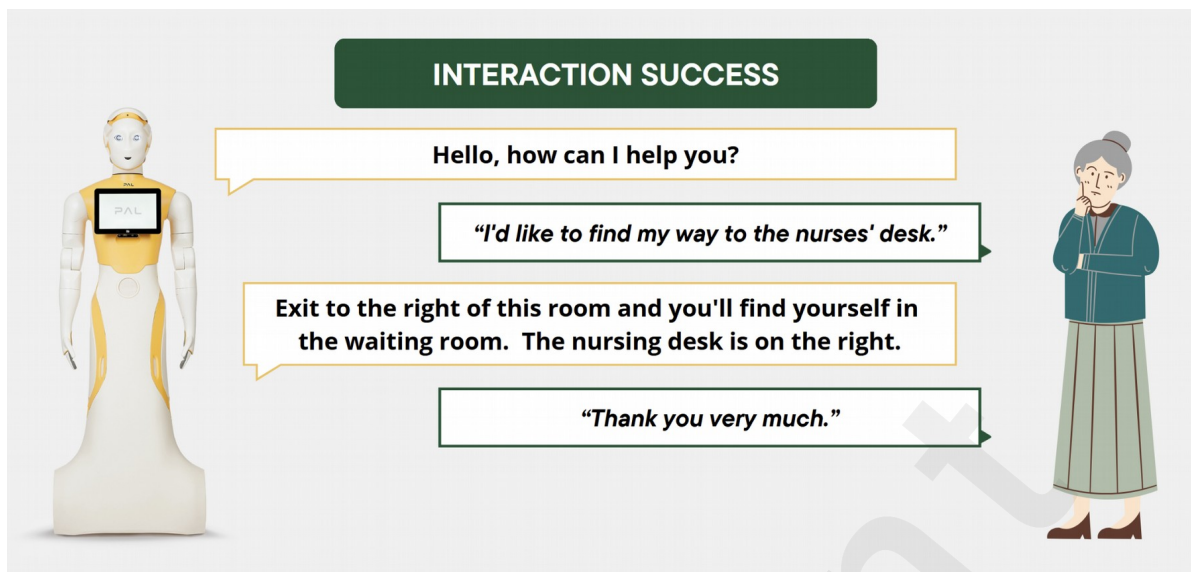 INTERACTION SUCCESS
Hello, how can I help you?
“I'd like to find my way to the nurses' desk.”
Exit to the right of this room and you'll find yourself in
the waiting room. The nursing desk is on the right.
“Thank you very much.”
PAL
PAL
nt